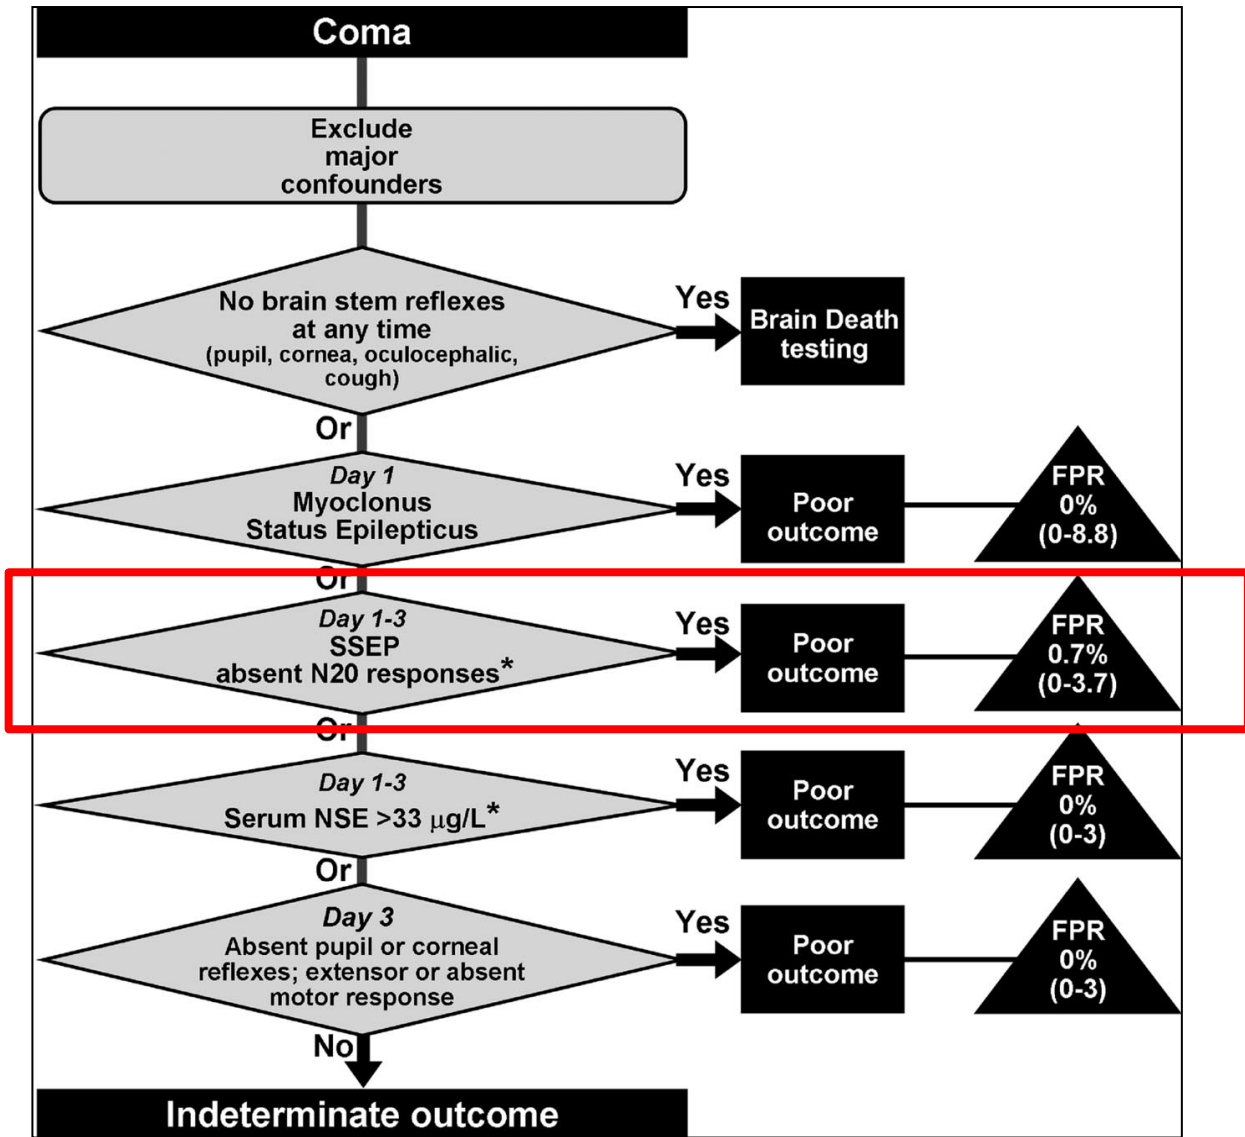 Coma
Exclude
major
confounders
No brain stem reflexes
at any time
(pupil, cornea, oculocephalic,
cough)
Yes
Brain Death
testing
Or
Day 1
Myoclonus
Status Epilepticus
Yes
Poor
outcome
FPR
0%
(0-8.8)
Or
Day 1-3
SSEP
absent N20 responses*
Yes
Poor
outcome
FPR
0.7%
(0-3.7)
Or
Day 1-3
Serum NSE >33 μg/L*
Yes
Poor
outcome
FPR
0%
(0-3)
Or
Day 3
Absent pupil or corneal
reflexes; extensor or absent
motor response
Yes
Poor
outcome
FPR
0%
(0-3)
No
Indeterminate outcome